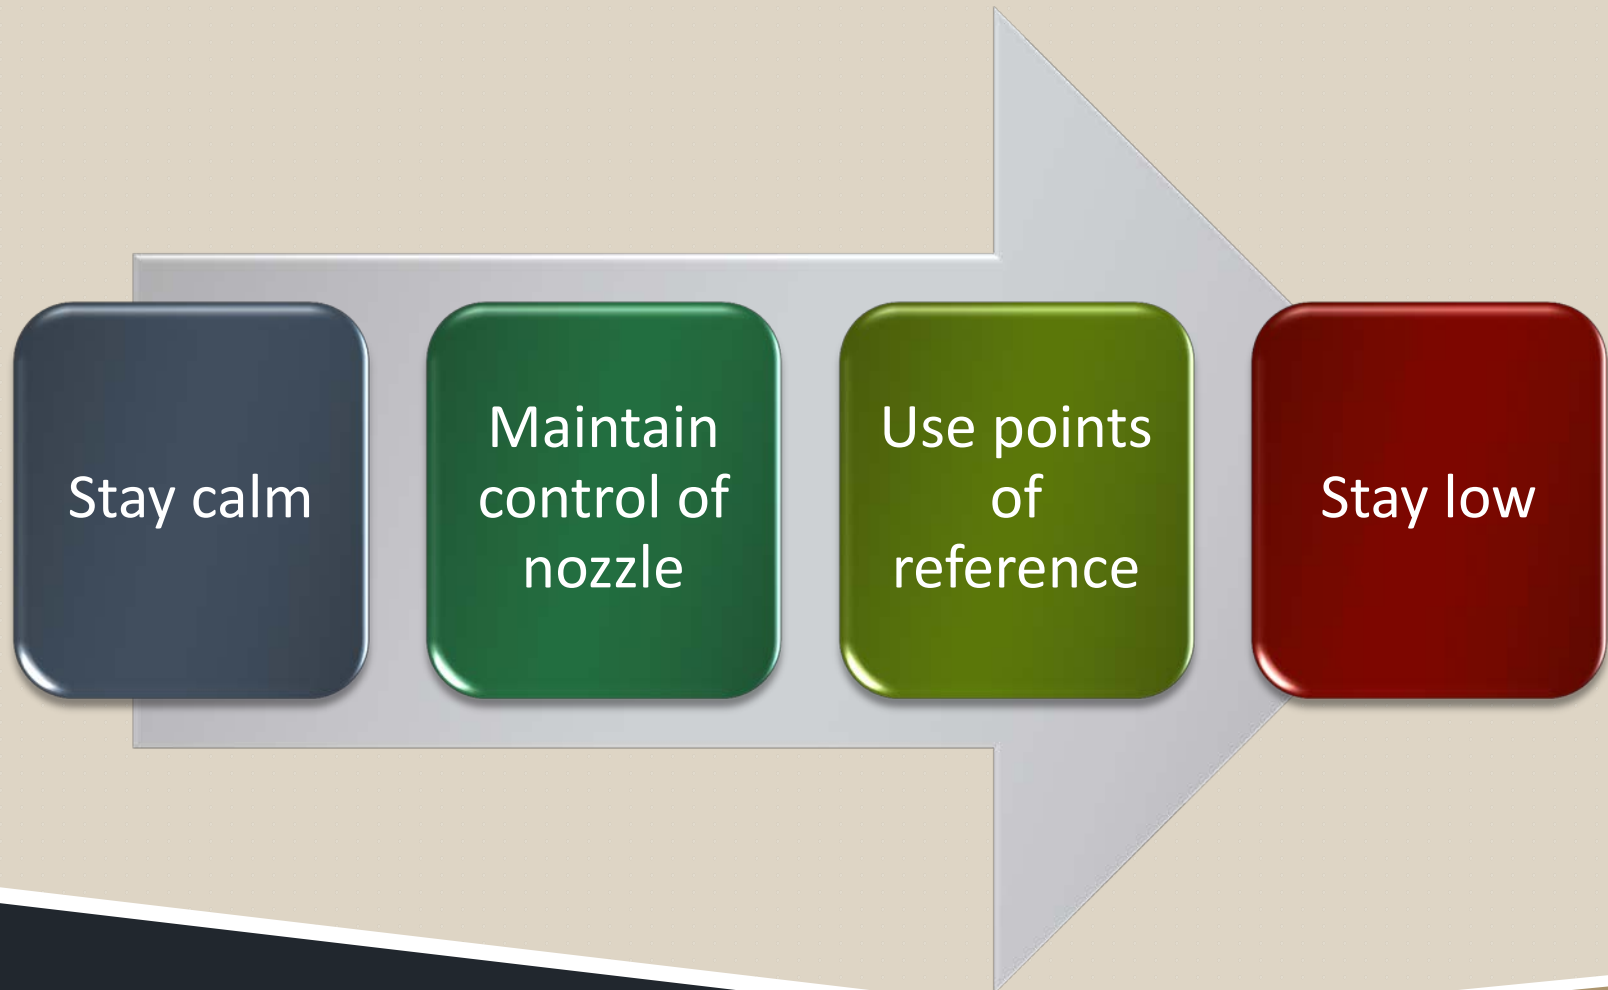 Stay calm
Maintain
control of
nozzle
Use points
of
reference
Stay low